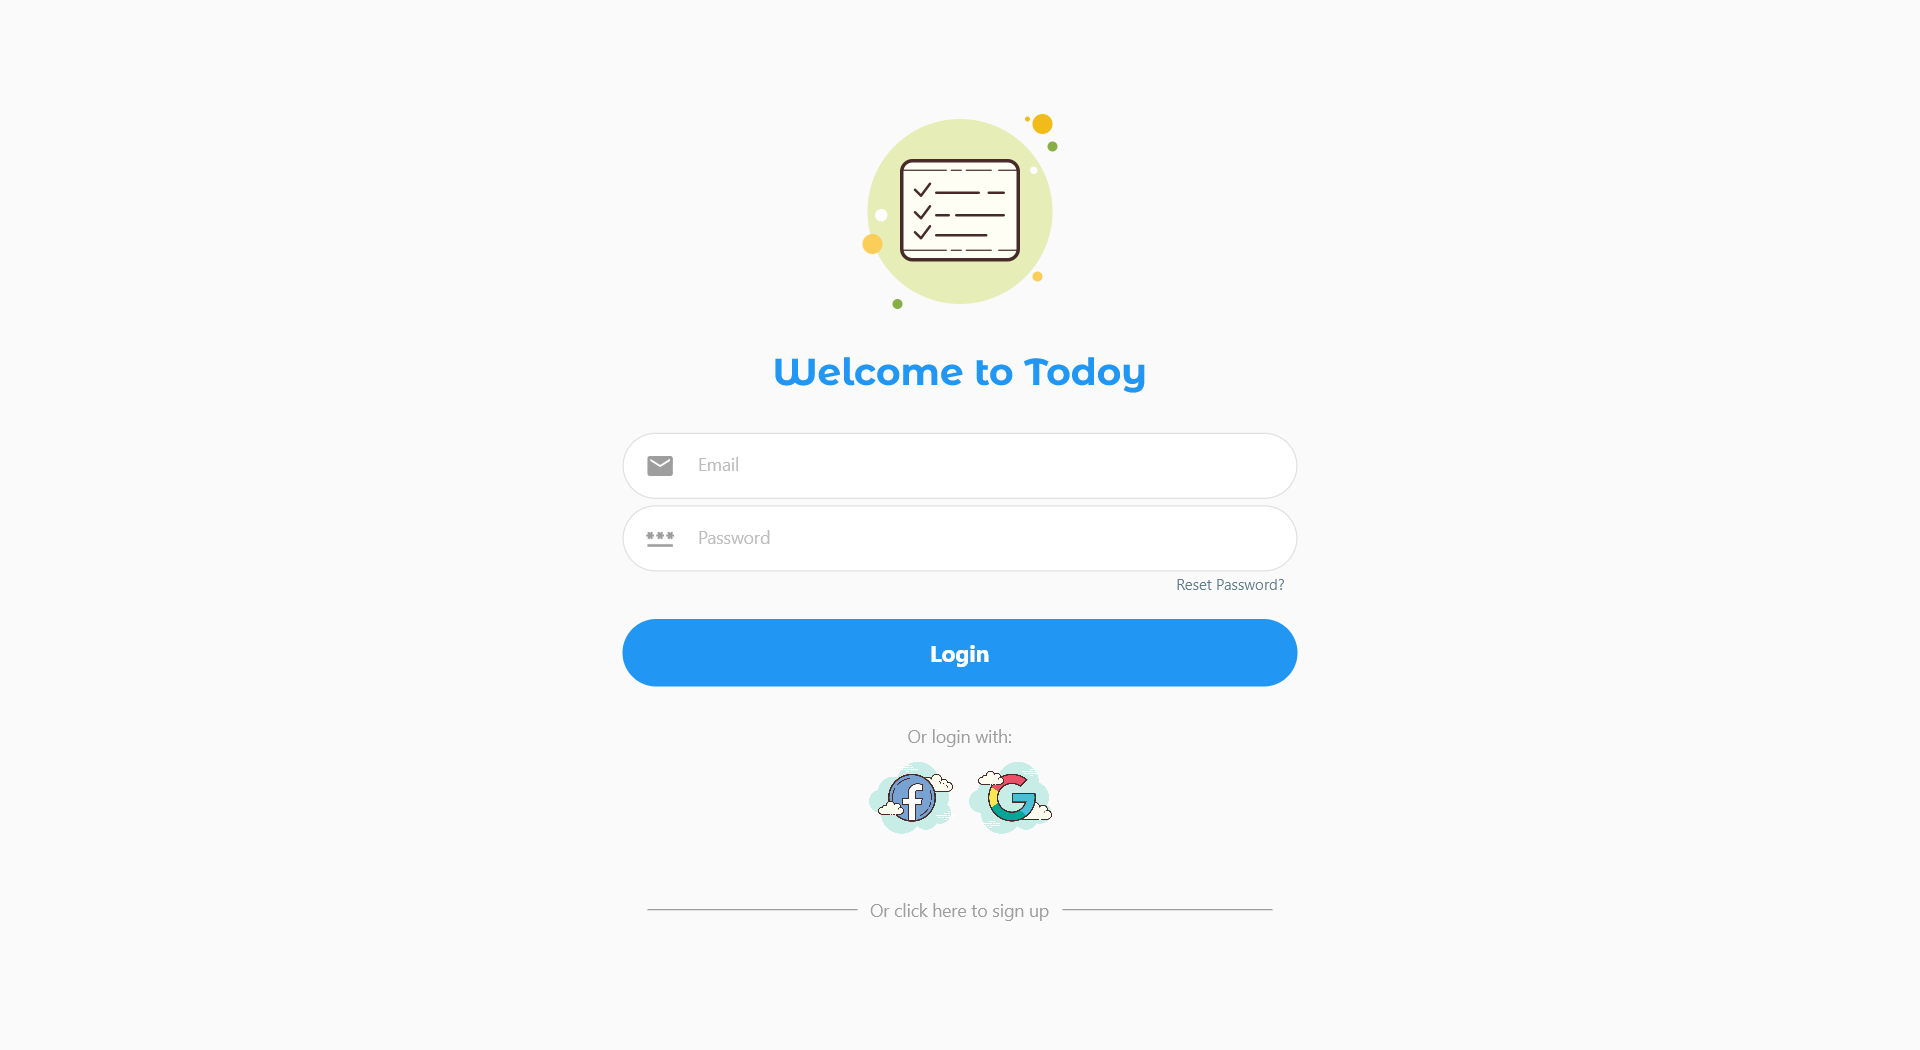 Welcome to Todoy
Email
Password
Reset Password?
Login
Or login with:
Or click here to sign up